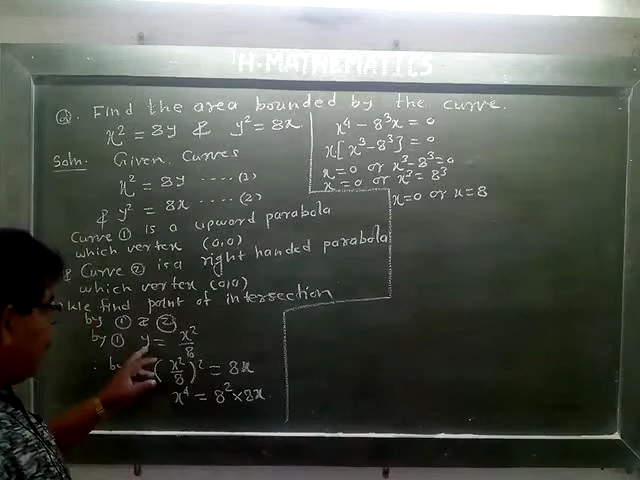 H-MATHEMATICS
Q. Find the area bounded by the curve.
x² = 8y & y² = 8x
Soln. Given Curves
x² = 8y ..... (1)
& y² = 8x ..... (2)
Curve ① is a upward parabola
which vertex (0,0)
& Curve ② is a right handed parabola
which vertex (0,0)
We find point of intersection
by ① & ②
by ① y = x²/8
(x²/8)² = 8x
x⁴ = 8² × 8x
x⁴ - 8³x = 0
x[x³ - 8³] = 0
x = 0 or x³ - 8³ = 0
x = 0 or x³ = 8³
x = 0 or x = 8